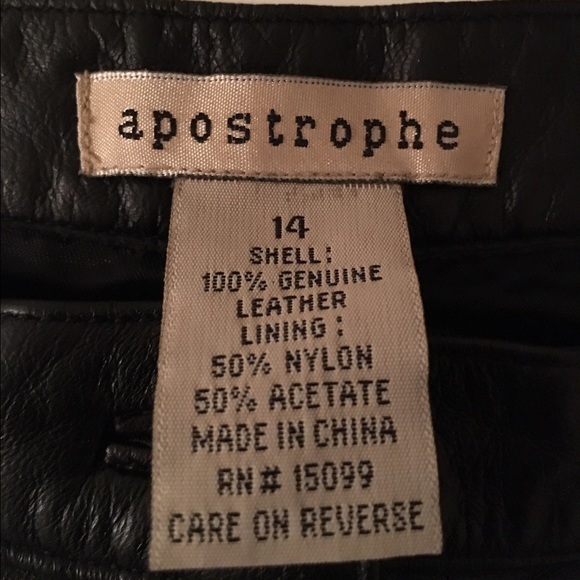 apostrophe
14
SHELL:
100% GENUINE
LEATHER
LINING :
50% NYLON
50% ACETATE
MADE IN CHINA
RN# 15099
CARE ON REVERSE